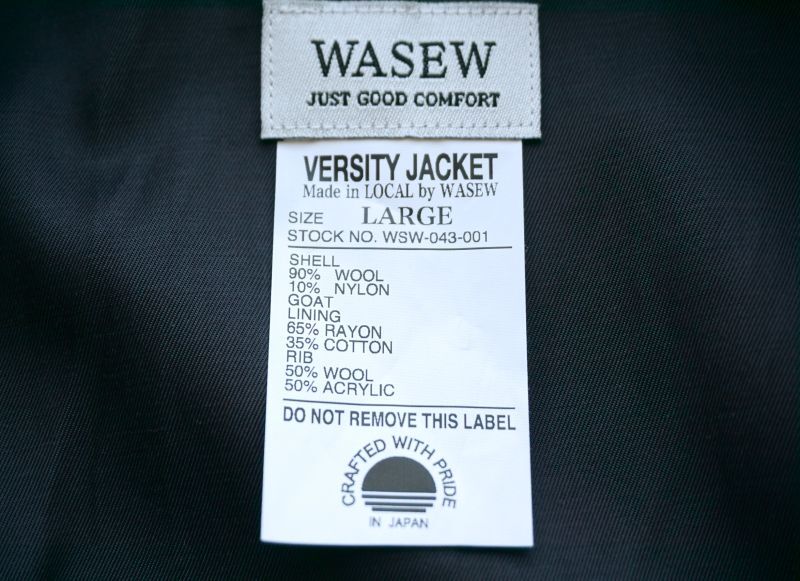 WASEW
JUST GOOD COMFORT
VERSITY JACKET
Made in LOCAL by WASEW
SIZE LARGE
STOCK NO. WSW-043-001
SHELL
90% WOOL
10% NYLON
GOAT
LINING
65% RAYON
35% COTTON
RIB
50% WOOL
50% ACRYLIC
DO NOT REMOVE THIS LABEL
CRAFTED WITH PRIDE
IN JAPAN